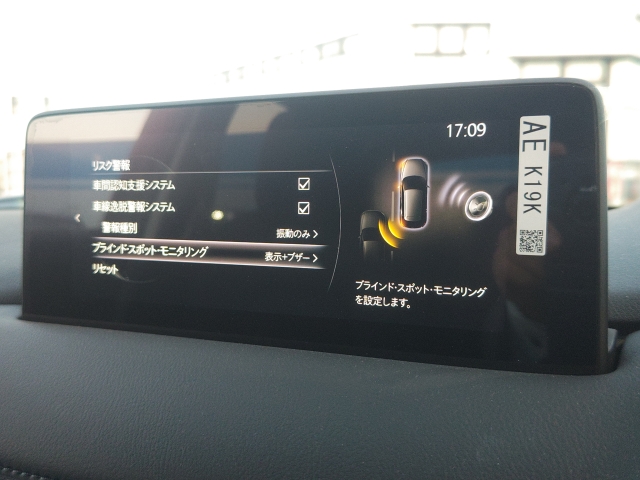 17:09
リスク警報
車間認知支援システム
車線逸脱警報システム
警報種別 振動のみ
ブラインド・スポット・モニタリング 表示+ブザー
リセット
ブラインド・スポット・モニタリング
を設定します。
AE K19K